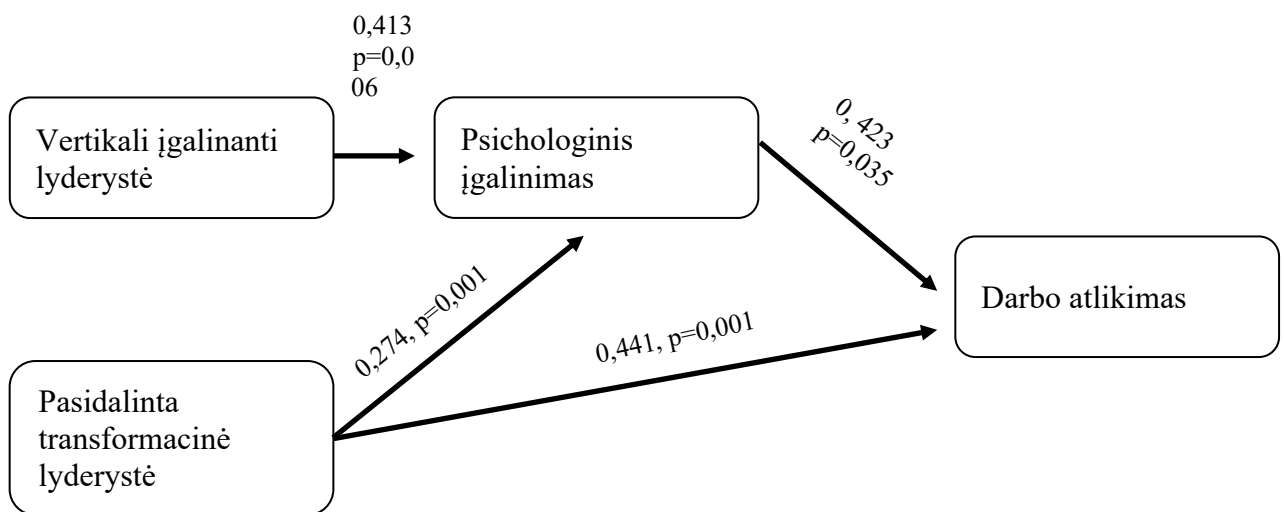 0,413
p=0,0
06
Vertikali įgalinanti
lyderystė
Psichologinis
įgalinimas
0, 423
p=0,035
Darbo atlikimas
0,274, p=0,001
0,441, p=0,001
Pasidalinta
transformacinė
lyderystė